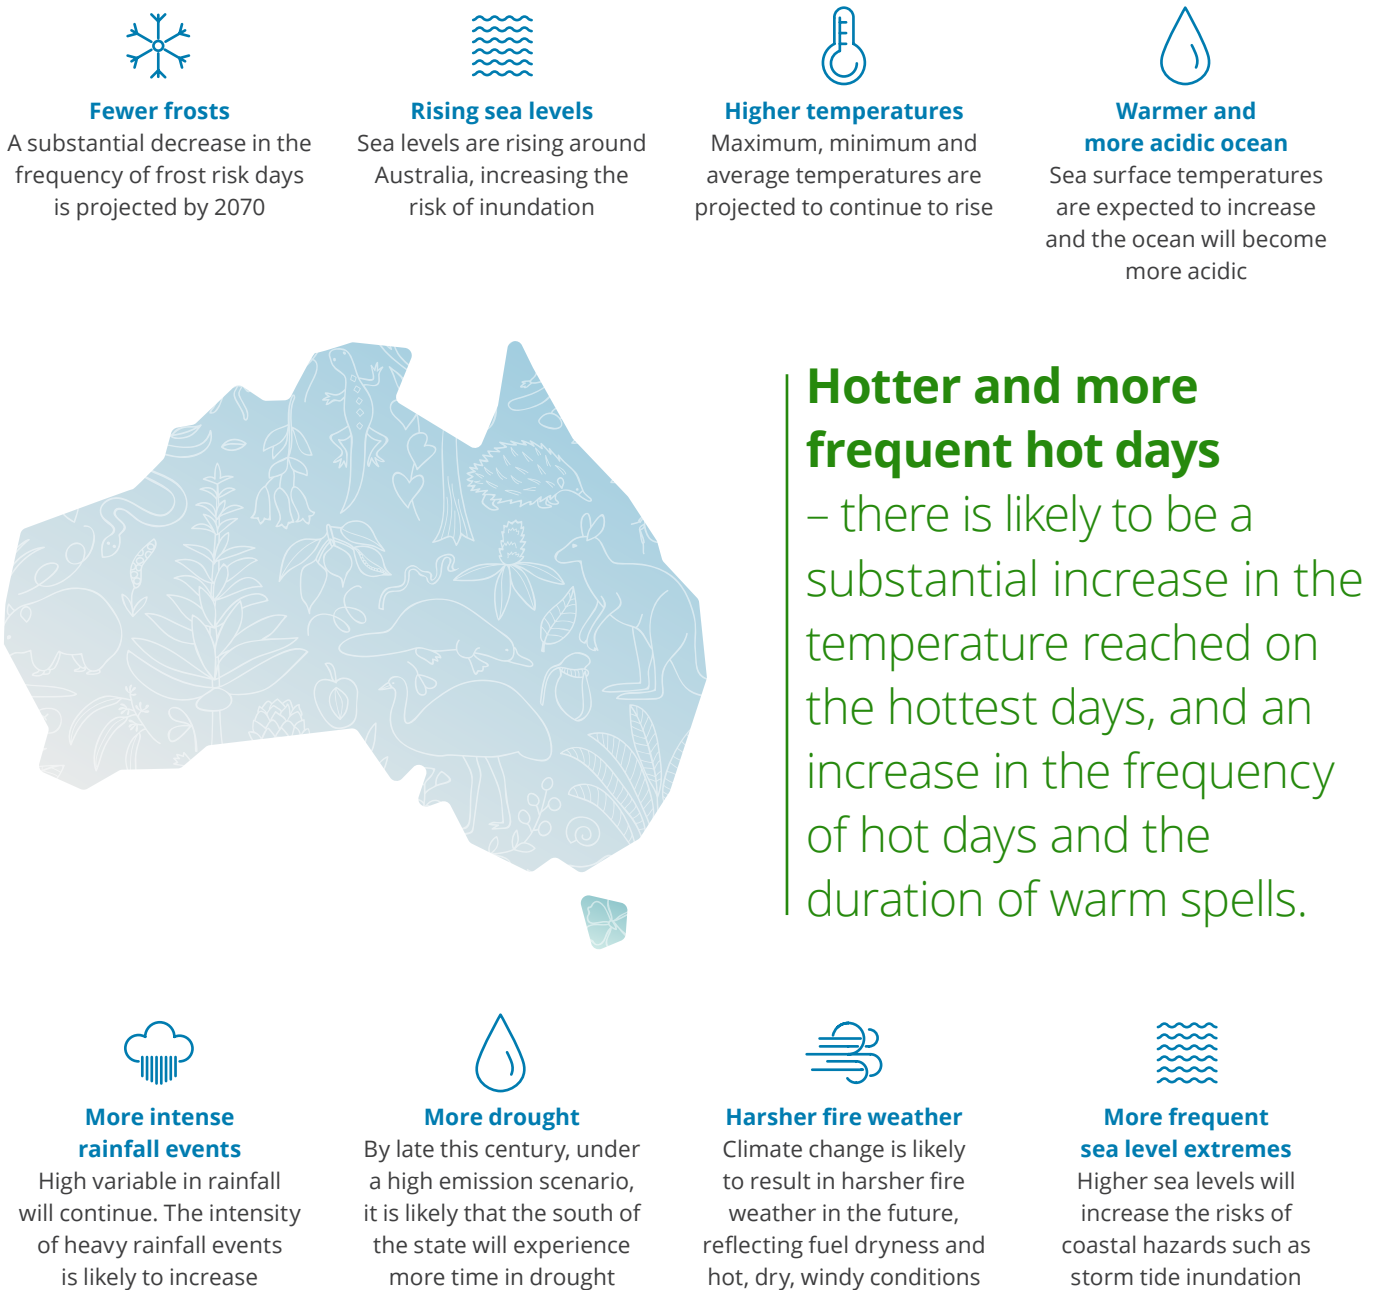 Fewer frosts
A substantial decrease in the
frequency of frost risk days
is projected by 2070
Rising sea levels
Sea levels are rising around
Australia, increasing the
risk of inundation
Higher temperatures
Maximum, minimum and
average temperatures are
projected to continue to rise
Warmer and
more acidic ocean
Sea surface temperatures
are expected to increase
and the ocean will become
more acidic
Hotter and more
frequent hot days
– there is likely to be a
substantial increase in the
temperature reached on
the hottest days, and an
increase in the frequency
of hot days and the
duration of warm spells.
More intense
rainfall events
High variable in rainfall
will continue. The intensity
of heavy rainfall events
is likely to increase
More drought
By late this century, under
a high emission scenario,
it is likely that the south of
the state will experience
more time in drought
Harsher fire weather
Climate change is likely
to result in harsher fire
weather in the future,
reflecting fuel dryness and
hot, dry, windy conditions
More frequent
sea level extremes
Higher sea levels will
increase the risks of
coastal hazards such as
storm tide inundation